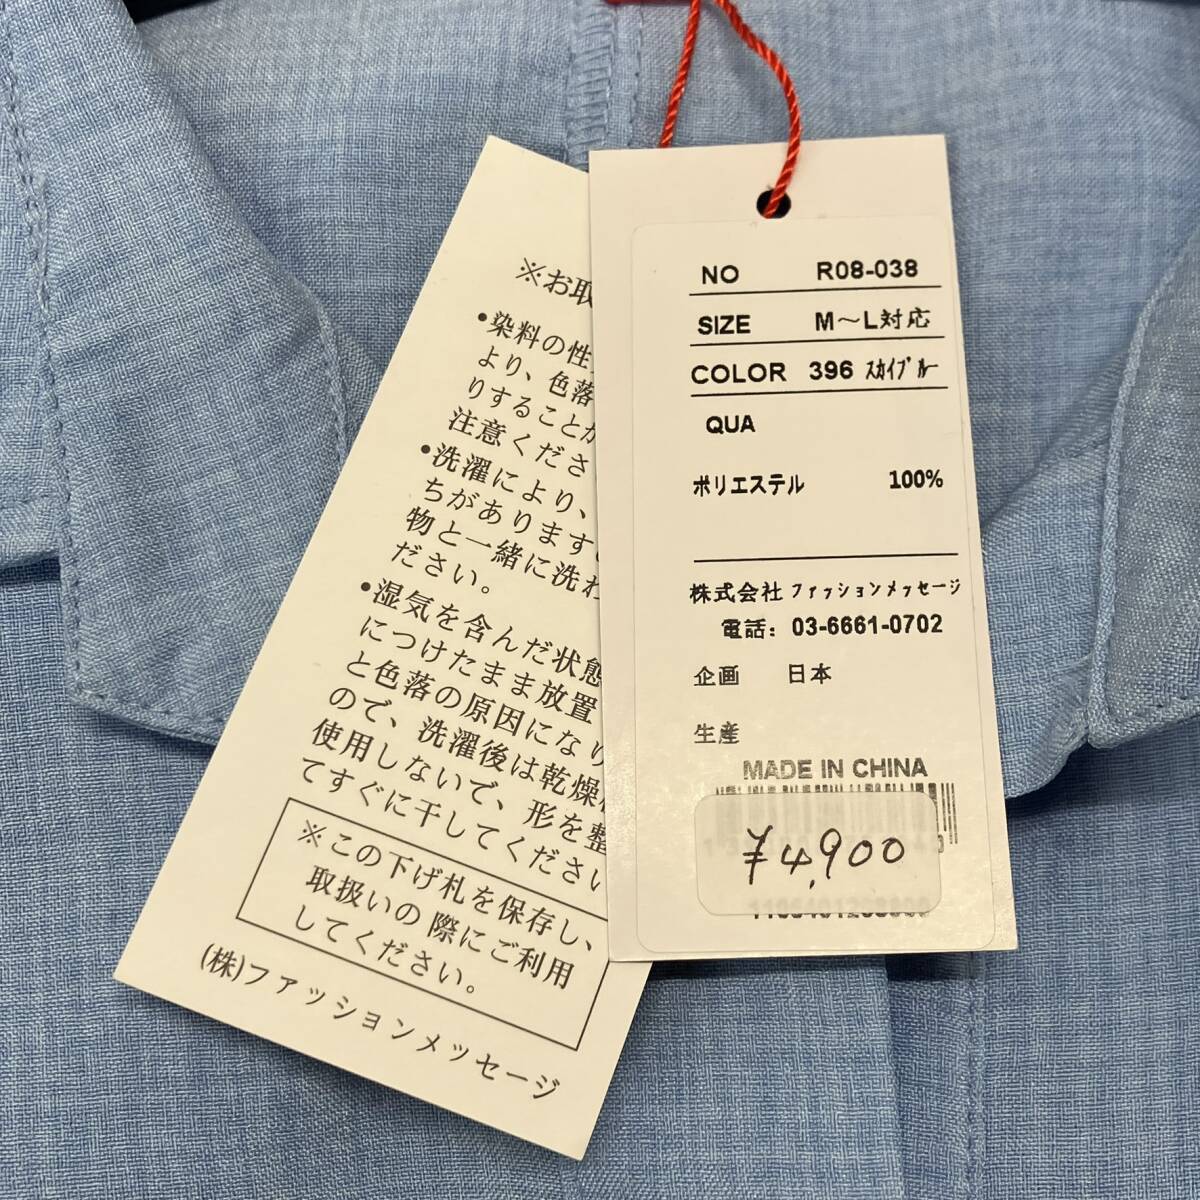 ※お取
•染料の性
より、色落
りすることが
注意くださ
•洗濯により、
ちがあります。
物と一緒に洗わ
ださい。
•湿気を含んだ状態
につけたまま放置
と色落の原因になり
ので、洗濯後は乾燥
使用しないで、形を整
てすぐに干してください
※この下げ札を保存し、
取扱いの際にご利用
してください。
(株)ファッションメッセージ
NO R08-038
SIZE M～L対応
COLOR 396 ｽｶｲﾌﾞﾙｰ
QUA
ポリエステル 100%
株式会社 ファッションメッセージ
電話: 03-6661-0702
企画 日本
生産
MADE IN CHINA
¥4,900